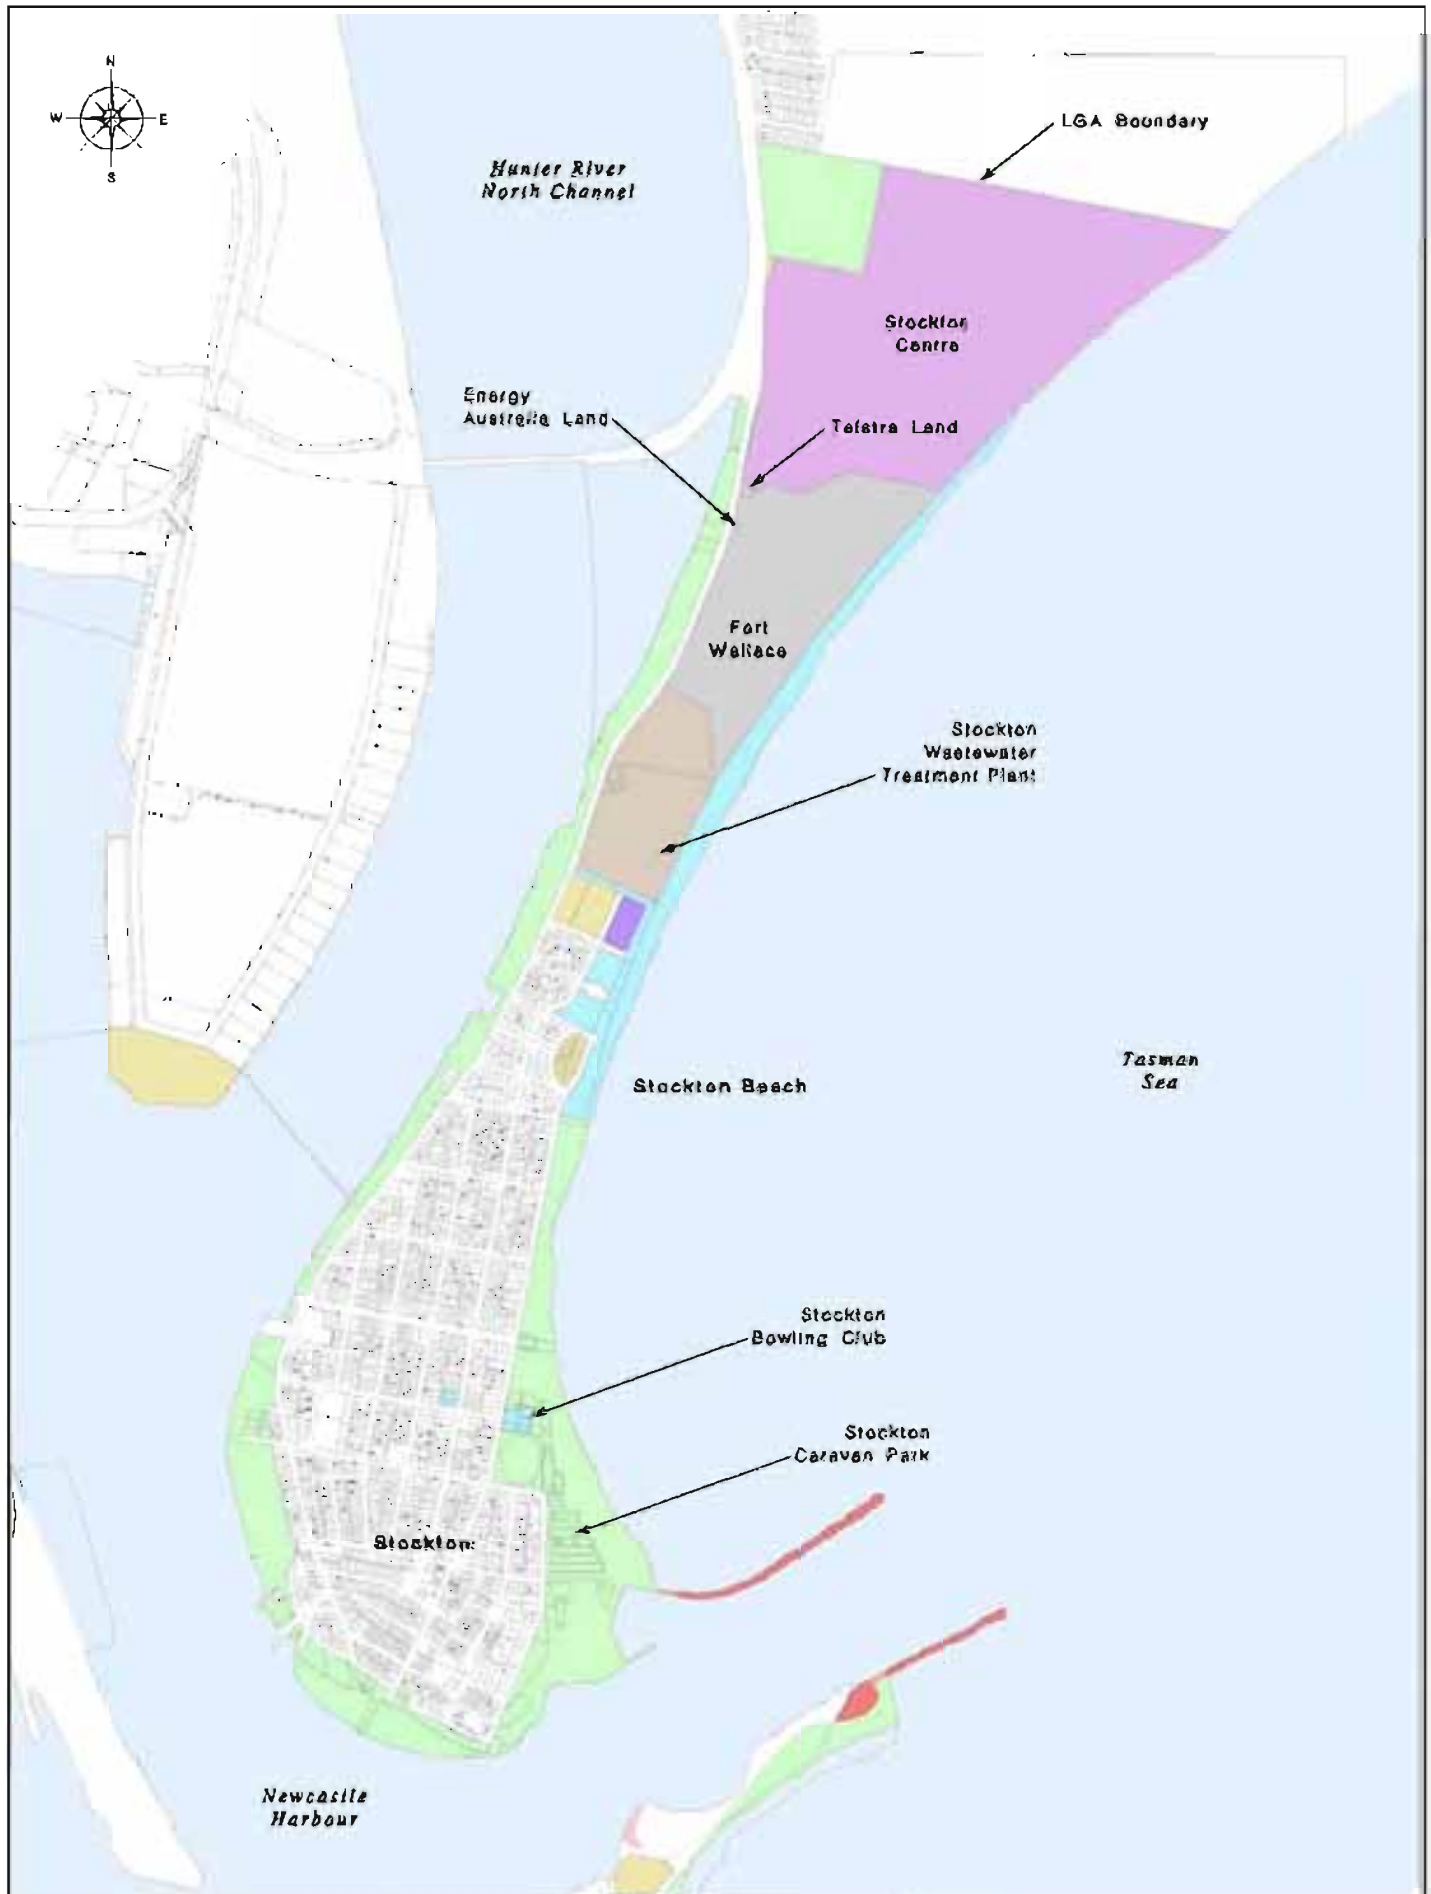 N
W E
S
LGA Boundary
Hunter River
North Channel
Stockton
Centre
Energy
Australia Land
Telstra Land
Fort
Wallace
Stockton
Wastewater
Treatment Plant
Tasman
Sea
Stockton Beach
Stockton
Bowling Club
Stockton
Caravan Park
Stockton
Newcastle
Harbour